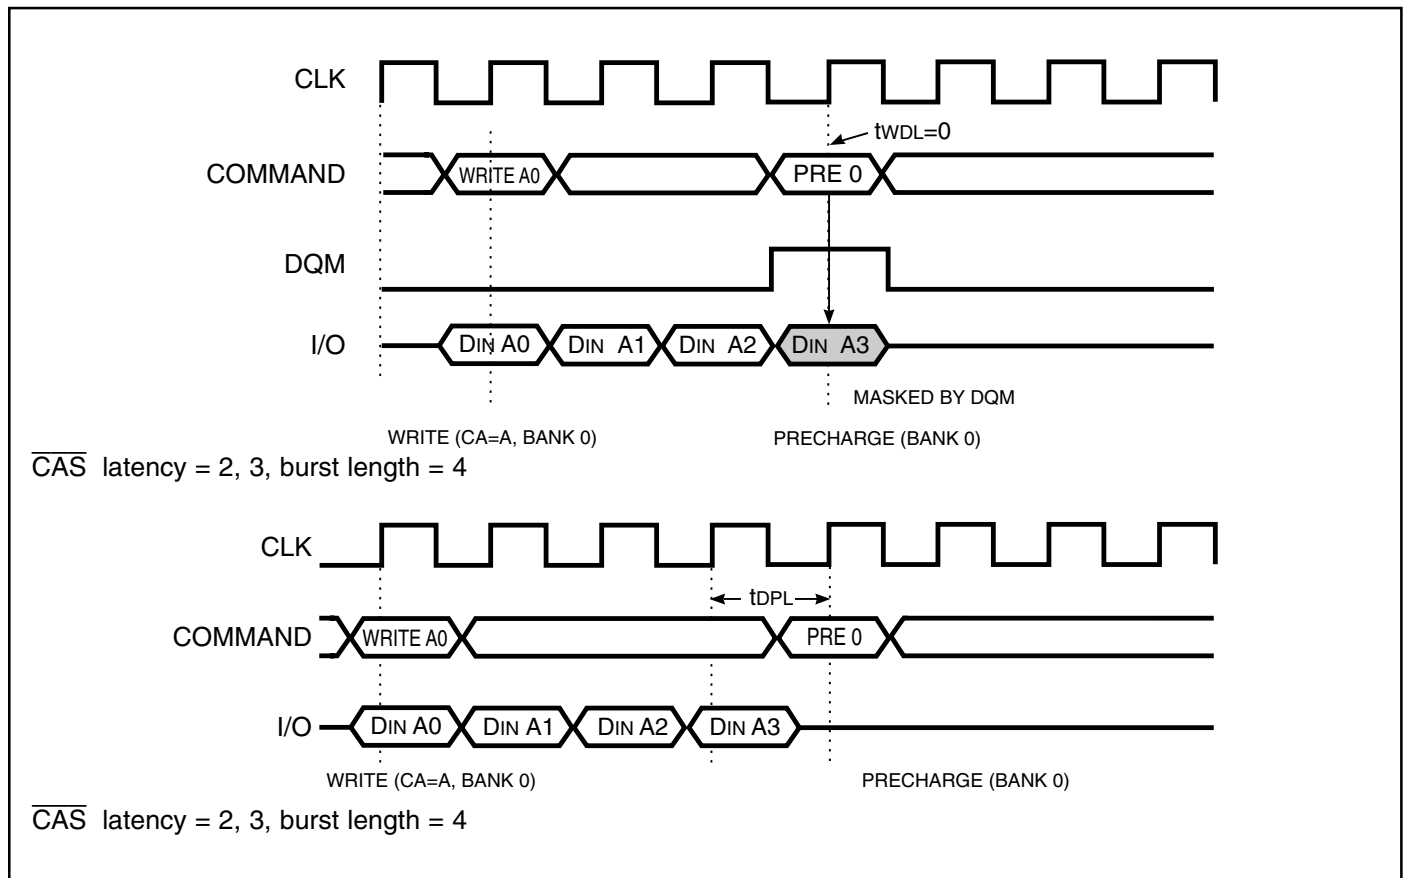 CLK
tWDL=0
COMMAND WRITE A0 PRE 0
DQM
I/O DIN A0 DIN A1 DIN A2 DIN A3
MASKED BY DQM
WRITE (CA=A, BANK 0) PRECHARGE (BANK 0)
CAS latency = 2, 3, burst length = 4
CLK
tDPL
COMMAND WRITE A0 PRE 0
I/O DIN A0 DIN A1 DIN A2 DIN A3
WRITE (CA=A, BANK 0) PRECHARGE (BANK 0)
CAS latency = 2, 3, burst length = 4